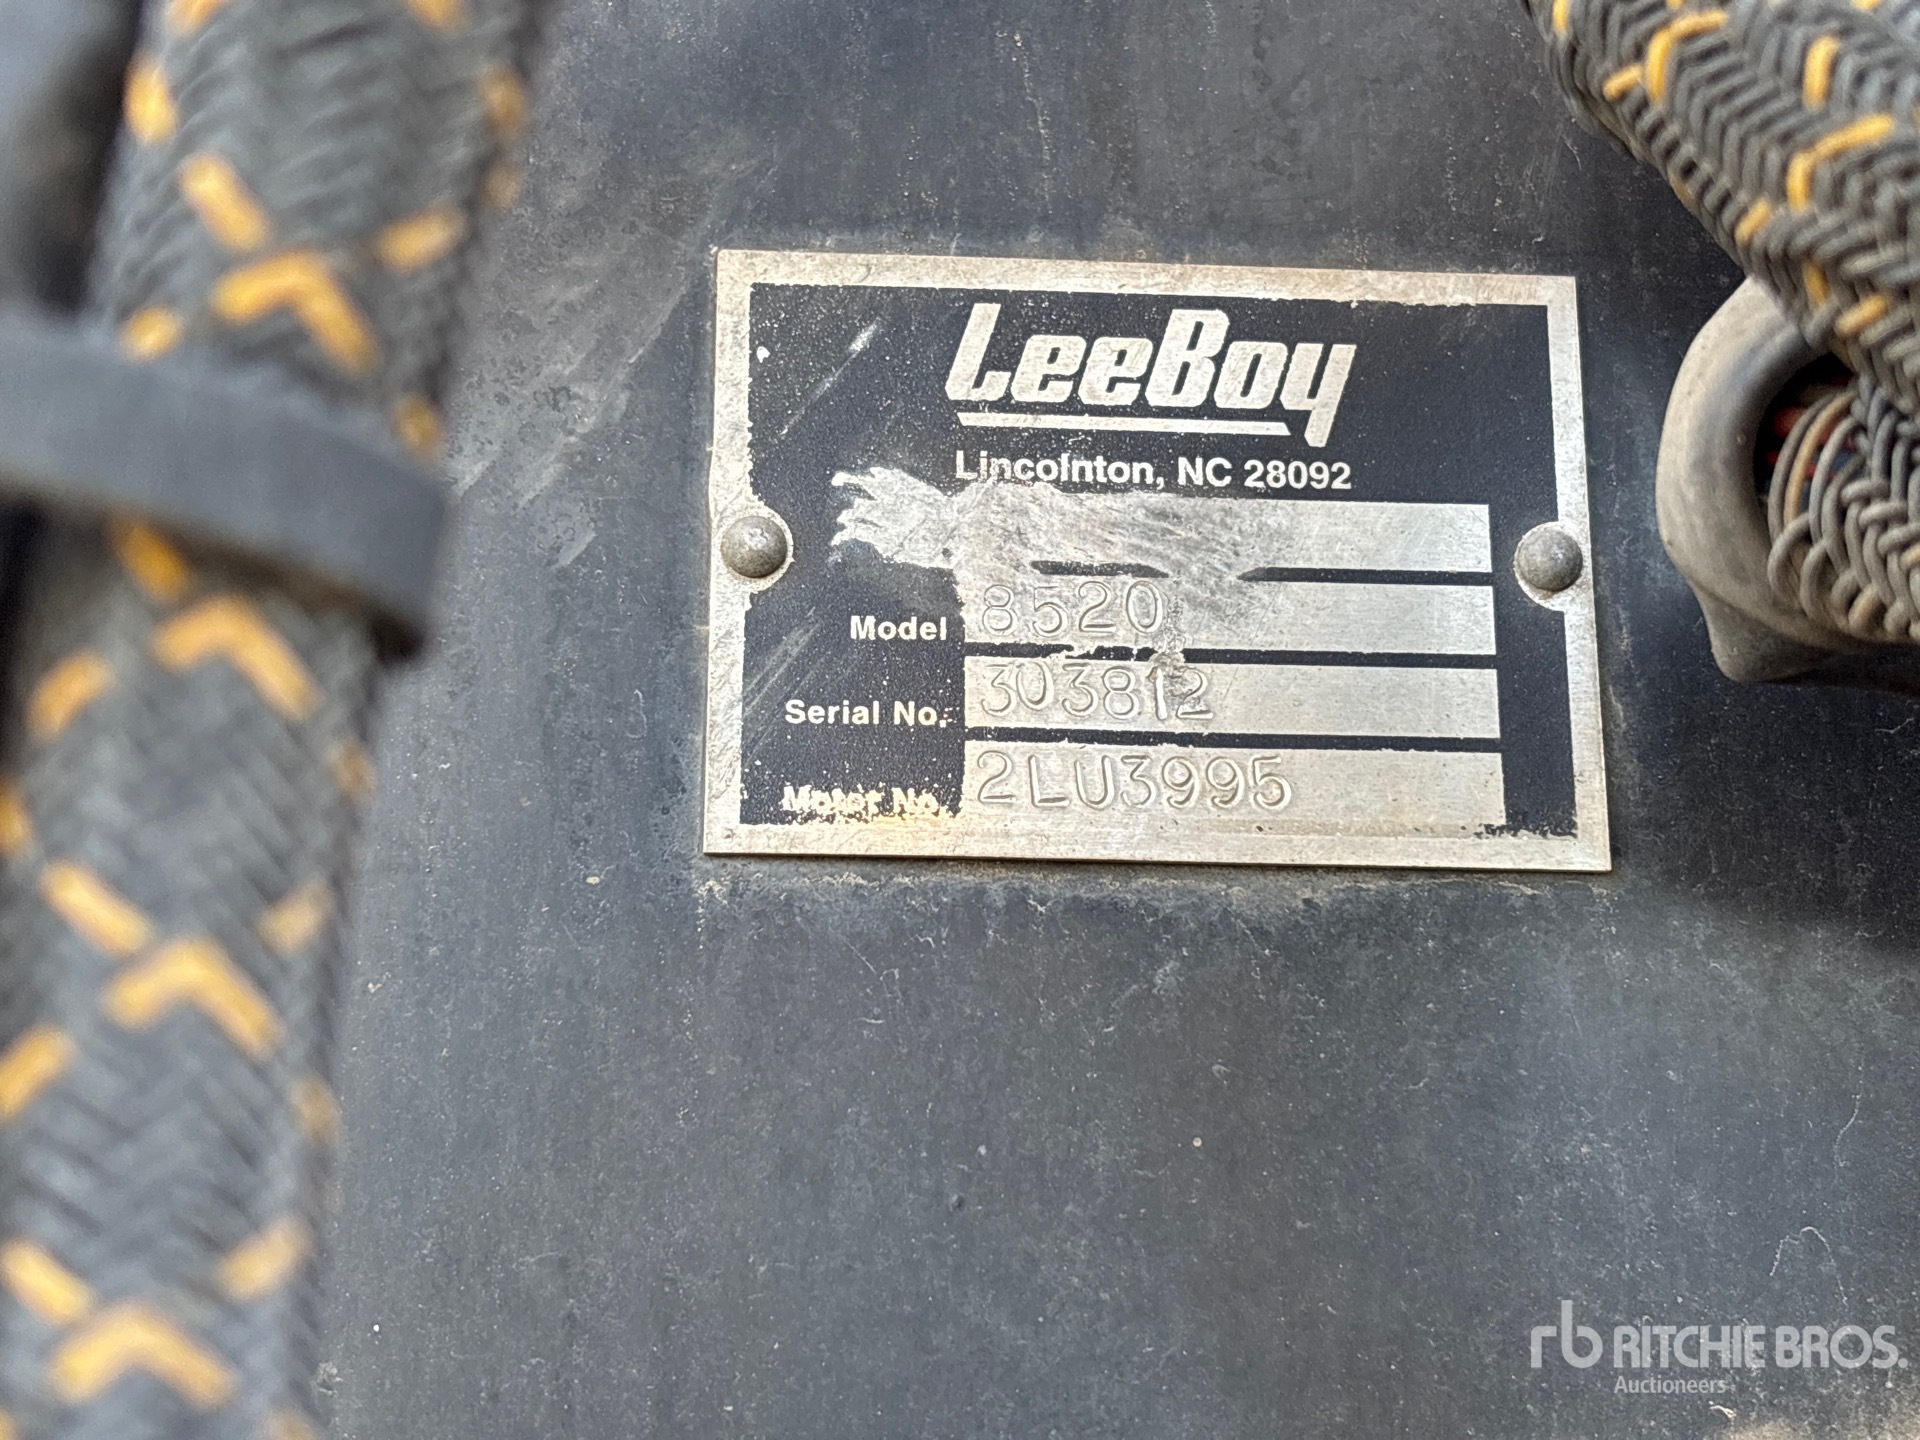 LeeBoy
Lincolnton, NC 28092
Model 8520
Serial No. 303812
Motor No. 2LU3995
rb RITCHIE BROS.
Auctioneers